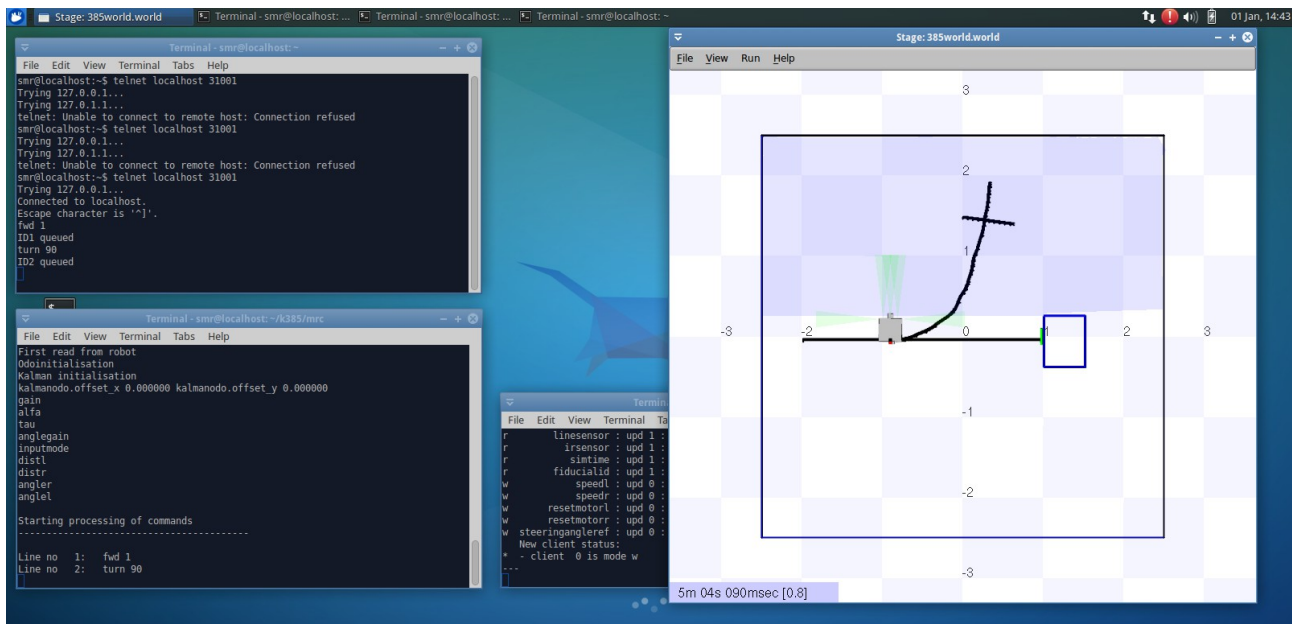 Stage: 385world.world
Terminal - smr@localhost: ...
Terminal - smr@localhost: ...
Terminal - smr@localhost: ~
01 Jan, 14:43
Terminal - smr@localhost: ~
File Edit View Terminal Tabs Help
smr@localhost:~$ telnet localhost 31001
Trying 127.0.0.1...
Trying 127.0.1.1...
telnet: Unable to connect to remote host: Connection refused
smr@localhost:~$ telnet localhost 31001
Trying 127.0.0.1...
Trying 127.0.1.1...
telnet: Unable to connect to remote host: Connection refused
smr@localhost:~$ telnet localhost 31001
Trying 127.0.0.1...
Connected to localhost.
Escape character is '^]'.
fwd 1
ID1 queued
turn 90
ID2 queued
Terminal - smr@localhost: ~/k385/mrc
File Edit View Terminal Tabs Help
First read from robot
Odoinitialisation
Kalman initialisation
kalmanodo.offset_x 0.000000 kalmanodo.offset_y 0.000000
gain
alfa
tau
anglegain
inputmode
distl
distr
angler
anglel
Starting processing of commands
-----------------------------------------
Line no 1: fwd 1
Line no 2: turn 90
Termin
File Edit View Terminal Ta
r linesensor : upd 1 :
r irsensor : upd 1 :
r simtime : upd 1 :
r fiducialid : upd 1 :
w speedl : upd 0 :
w speedr : upd 0 :
w resetmotorl : upd 0 :
w resetmotorr : upd 0 :
w steeringangleref : upd 0 :
New client status:
* - client 0 is mode w
---
Stage: 385world.world
File View Run Help
3
2
1
-3 -2 0 1 2 3
-1
-2
-3
5m 04s 090msec [0.8]